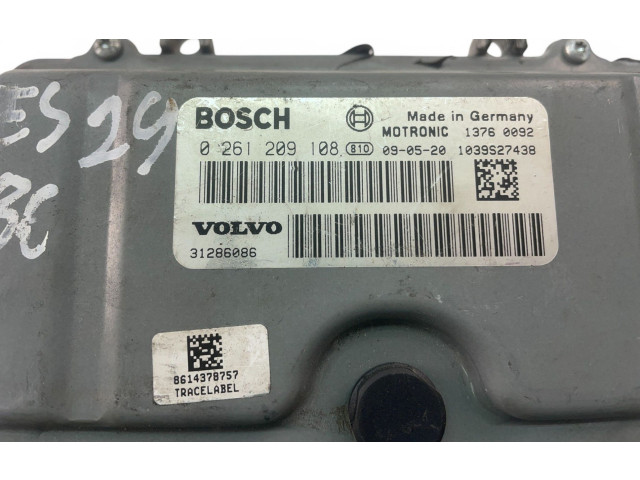 ES 29
BOSCH
Made in Germany
MOTRONIC 1376 0092
0 261 209 108 810 09-05-20 1039S27438
VOLVO
31286086
8614378757
TRACELABEL